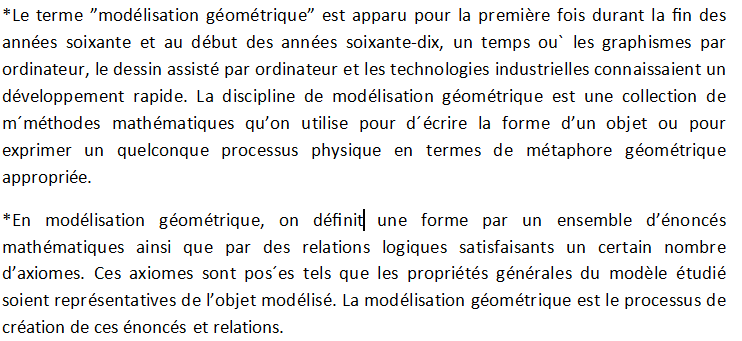 *Le terme ”modélisation géométrique” est apparu pour la première fois durant la fin des
années soixante et au début des années soixante-dix, un temps ou` les graphismes par
ordinateur, le dessin assisté par ordinateur et les technologies industrielles connaissaient un
développement rapide. La discipline de modélisation géométrique est une collection de
m´méthodes mathématiques qu’on utilise pour d´écrire la forme d’un objet ou pour
exprimer un quelconque processus physique en termes de métaphore géométrique
appropriée.
*En modélisation géométrique, on définit une forme par un ensemble d’énoncés
mathématiques ainsi que par des relations logiques satisfaisants un certain nombre
d’axiomes. Ces axiomes sont pos´es tels que les propriétés générales du modèle étudié
soient représentatives de l’objet modélisé. La modélisation géométrique est le processus de
création de ces énoncés et relations.